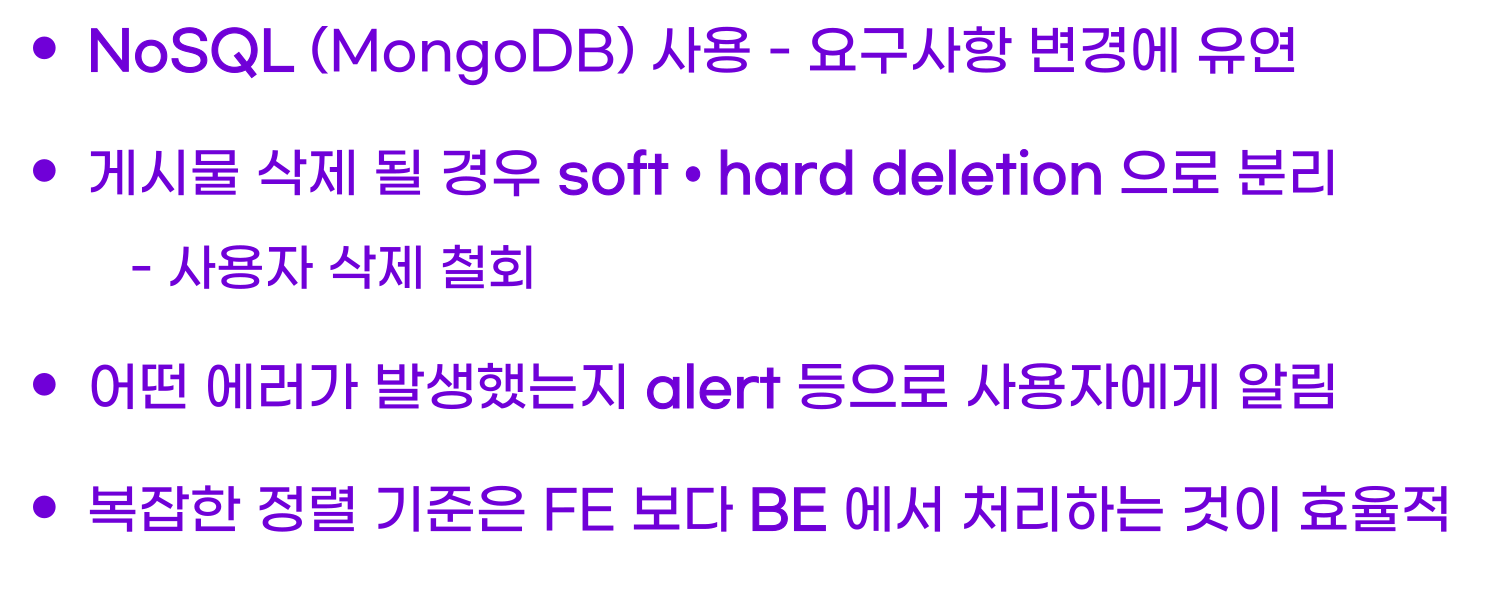 • NoSQL (MongoDB) 사용 - 요구사항 변경에 유연
• 게시물 삭제 될 경우 soft • hard deletion 으로 분리
- 사용자 삭제 철회
• 어떤 에러가 발생했는지 alert 등으로 사용자에게 알림
• 복잡한 정렬 기준은 FE 보다 BE 에서 처리하는 것이 효율적